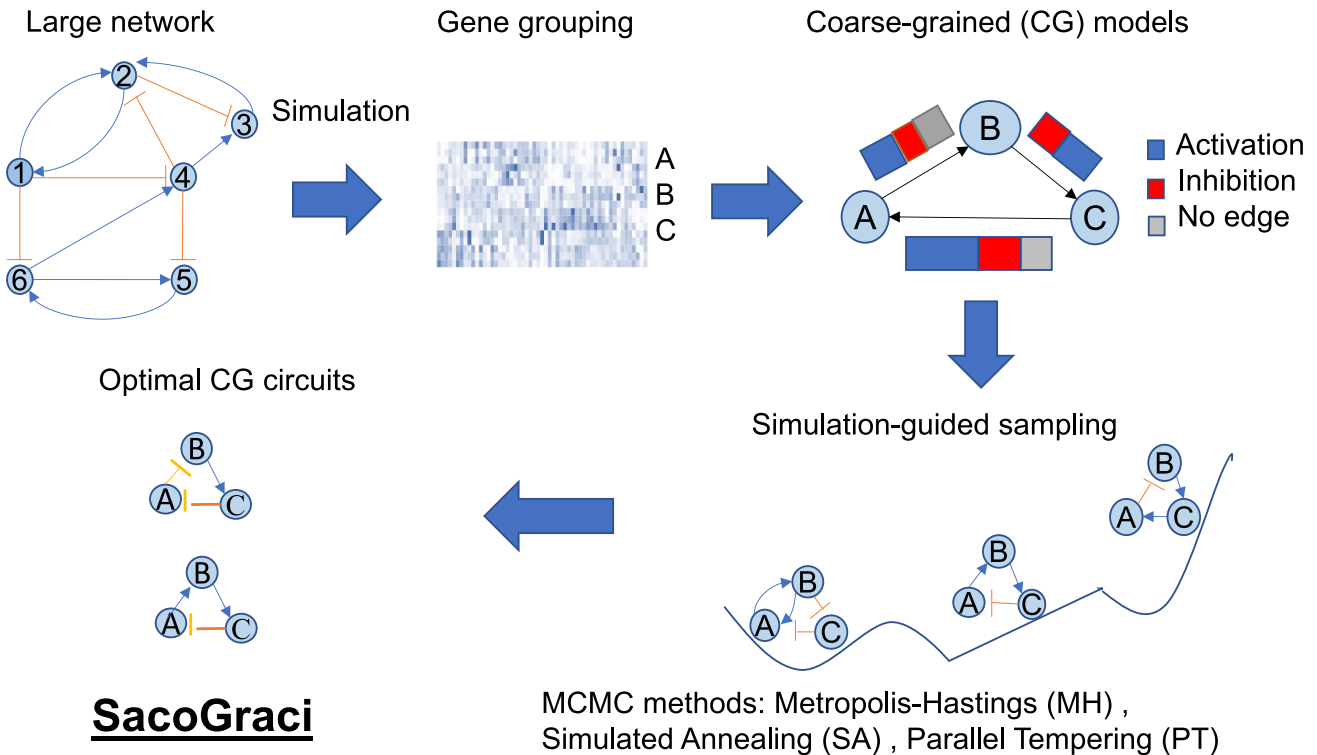 Large network
Gene grouping
Coarse-grained (CG) models
2
3
1
4
6
5
Simulation
A
B
C
B
A
C
Activation
Inhibition
No edge
Optimal CG circuits
B
A
C
B
A
C
Simulation-guided sampling
B
A
C
B
A
C
B
A
C
SacoGraci
MCMC methods: Metropolis-Hastings (MH) ,
Simulated Annealing (SA) , Parallel Tempering (PT)